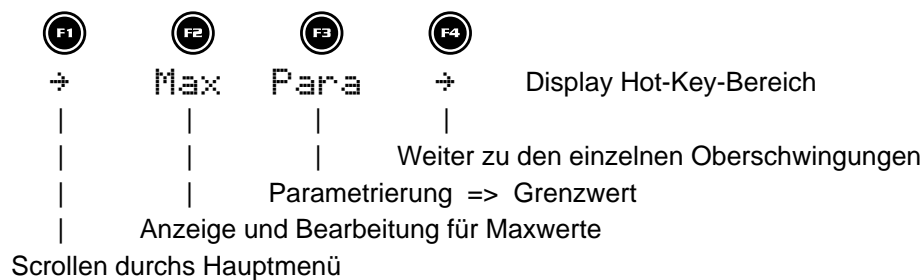 F1 F2 F3 F4
→ Max Para → Display Hot-Key-Bereich
Weiter zu den einzelnen Oberschwingungen
Parametrierung => Grenzwert
Anzeige und Bearbeitung für Maxwerte
Scrollen durchs Hauptmenü